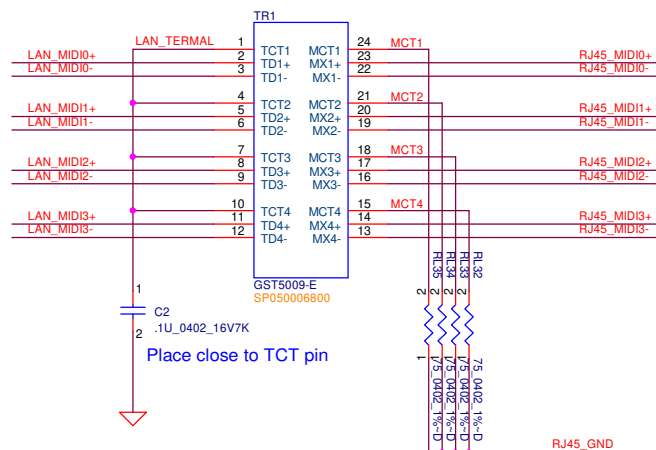 TR1
LAN_TERMAL 1 TCT1 MCT1 24 MCT1
LAN_MIDI0+ 2 TD1+ MX1+ 23 RJ45_MIDI0+
LAN_MIDI0- 3 TD1- MX1- 22 RJ45_MIDI0-
4 TCT2 MCT2 21 MCT2
LAN_MIDI1+ 5 TD2+ MX2+ 20 RJ45_MIDI1+
LAN_MIDI1- 6 TD2- MX2- 19 RJ45_MIDI1-
7 TCT3 MCT3 18 MCT3
LAN_MIDI2+ 8 TD3+ MX3+ 17 RJ45_MIDI2+
LAN_MIDI2- 9 TD3- MX3- 16 RJ45_MIDI2-
10 TCT4 MCT4 15 MCT4
LAN_MIDI3+ 11 TD4+ MX4+ 14 RJ45_MIDI3+
LAN_MIDI3- 12 TD4- MX4- 13 RJ45_MIDI3-
GST5009-E
SP050006800
RL35 RL34 RL33 RL32
1
C2
.1U_0402_16V7K
2
2 2 2 2
Place close to TCT pin
1 1 1 1
75_0402_1%~D
75_0402_1%~D
75_0402_1%~D
75_0402_1%~D
RJ45_GND